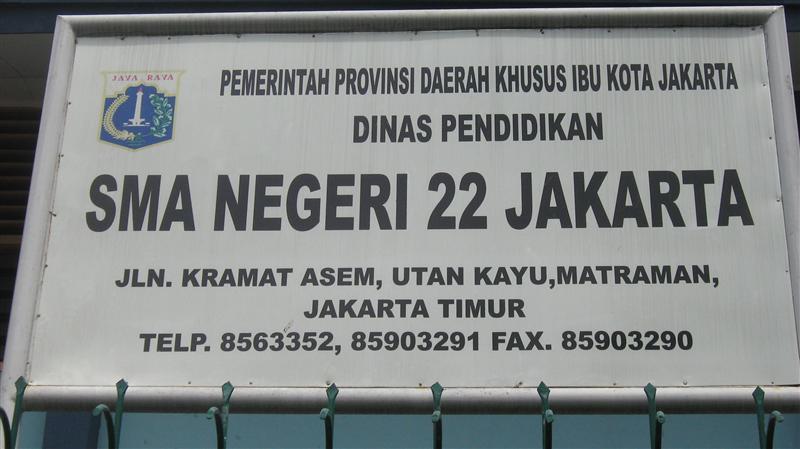 JAYA RAYA
PEMERINTAH PROVINSI DAERAH KHUSUS IBU KOTA JAKARTA
DINAS PENDIDIKAN
SMA NEGERI 22 JAKARTA
JLN. KRAMAT ASEM, UTAN KAYU,MATRAMAN,
JAKARTA TIMUR
TELP. 8563352, 85903291 FAX. 85903290